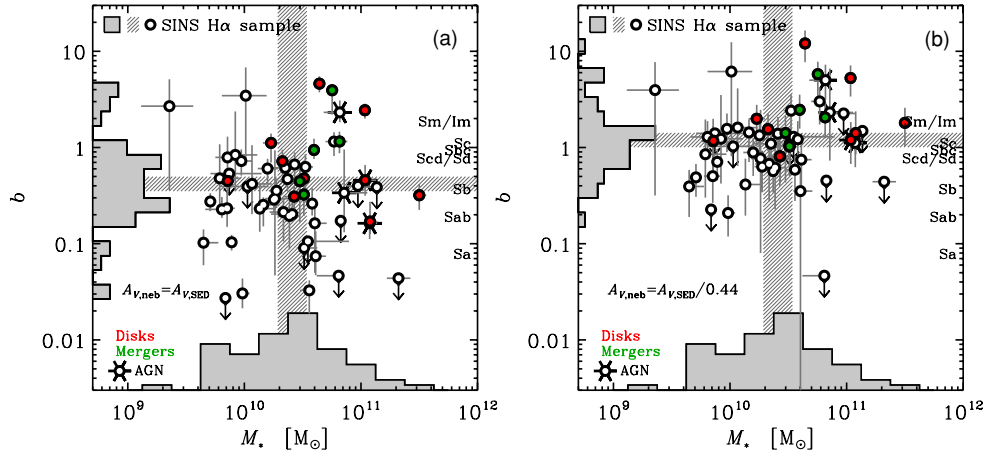 SINS Hα sample
(a)
10
1
0.1
0.01
b
Sm/Im
Sc
Scd/Sd
Sb
Sab
Sa
A_V,neb=A_V,SED
Disks
Mergers
AGN
10^9
10^10
10^11
10^12
M_* [M_⊙]
SINS Hα sample
(b)
10
1
0.1
0.01
b
Sm/Im
Sc
Scd/Sd
Sb
Sab
Sa
A_V,neb=A_V,SED/0.44
Disks
Mergers
AGN
10^9
10^10
10^11
10^12
M_* [M_⊙]